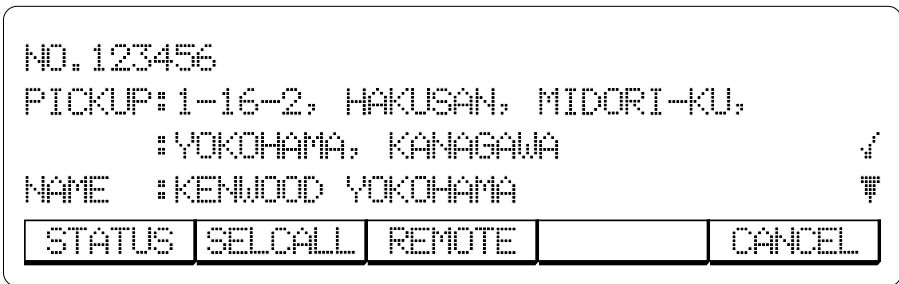 NO.123456
PICKUP:1-16-2, HAKUSAN, MIDORI-KU,
:YOKOHAMA, KANAGAWA
NAME :KENWOOD YOKOHAMA
STATUS SELCALL REMOTE CANCEL